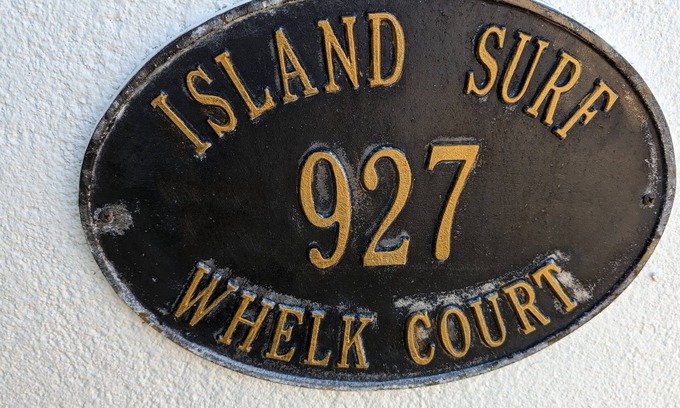 ISLAND SURF
927
WHELK COURT